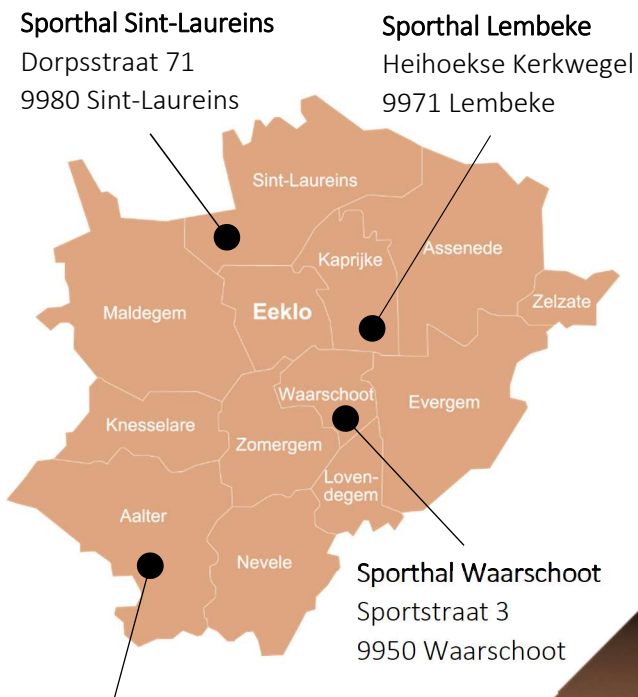 Sporthal Sint-Laureins
Dorpsstraat 71
9980 Sint-Laureins
Sporthal Lembeke
Heihoekse Kerkwegel
9971 Lembeke
Sint-Laureins
Kaprijke
Assenede
Zelzate
Maldegem
Eeklo
Waarschoot
Evergem
Knesselare
Zomergem
Loven-
degem
Aalter
Nevele
Sporthal Waarschoot
Sportstraat 3
9950 Waarschoot